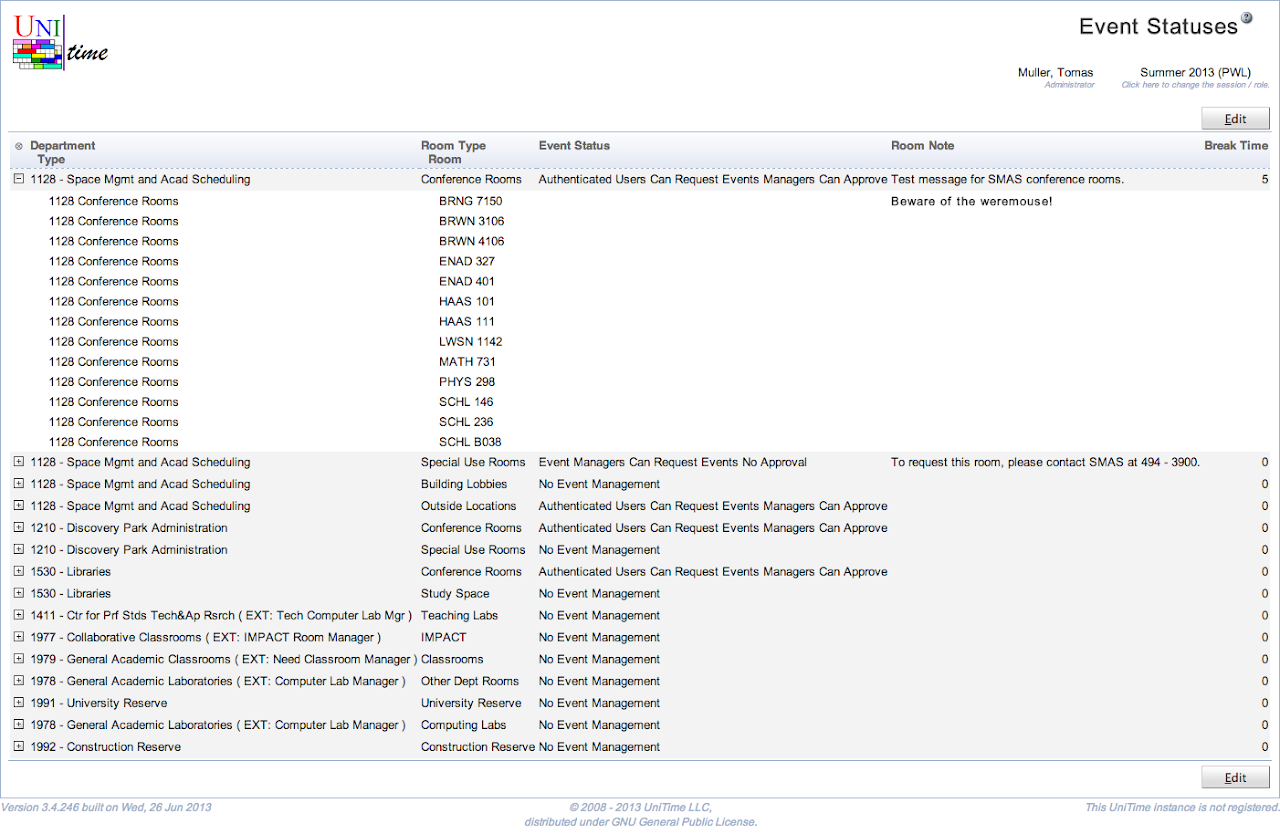 UNI time
Event Statuses
Muller, Tomas
Summer 2013 (PWL)
Administrator
Click here to change the session / role.
Edit
Department Room Type Event Status Room Note Break Time
Type Room
1128 - Space Mgmt and Acad Scheduling Conference Rooms Authenticated Users Can Request Events Managers Can Approve Test message for SMAS conference rooms. 5
1128 Conference Rooms BRNG 7150 Beware of the weremouse!
1128 Conference Rooms BRWN 3106
1128 Conference Rooms BRWN 4106
1128 Conference Rooms ENAD 327
1128 Conference Rooms ENAD 401
1128 Conference Rooms HAAS 101
1128 Conference Rooms HAAS 111
1128 Conference Rooms LWSN 1142
1128 Conference Rooms MATH 731
1128 Conference Rooms PHYS 298
1128 Conference Rooms SCHL 146
1128 Conference Rooms SCHL 236
1128 Conference Rooms SCHL B038
1128 - Space Mgmt and Acad Scheduling Special Use Rooms Event Managers Can Request Events No Approval To request this room, please contact SMAS at 494 - 3900. 0
1128 - Space Mgmt and Acad Scheduling Building Lobbies No Event Management 0
1128 - Space Mgmt and Acad Scheduling Outside Locations Authenticated Users Can Request Events Managers Can Approve 0
1210 - Discovery Park Administration Conference Rooms Authenticated Users Can Request Events Managers Can Approve 0
1210 - Discovery Park Administration Special Use Rooms No Event Management 0
1530 - Libraries Conference Rooms Authenticated Users Can Request Events Managers Can Approve 0
1530 - Libraries Study Space No Event Management 0
1411 - Ctr for Prf Stds Tech&Ap Rsrch ( EXT: Tech Computer Lab Mgr ) Teaching Labs No Event Management 0
1977 - Collaborative Classrooms ( EXT: IMPACT Room Manager ) IMPACT No Event Management 0
1979 - General Academic Classrooms ( EXT: Need Classroom Manager ) Classrooms No Event Management 0
1978 - General Academic Laboratories ( EXT: Computer Lab Manager ) Other Dept Rooms No Event Management 0
1991 - University Reserve University Reserve No Event Management 0
1978 - General Academic Laboratories ( EXT: Computer Lab Manager ) Computing Labs No Event Management 0
1992 - Construction Reserve Construction Reserve No Event Management 0
Edit
Version 3.4.246 built on Wed, 26 Jun 2013 © 2008 - 2013 UniTime LLC, This UniTime instance is not registered.
distributed under GNU General Public License.